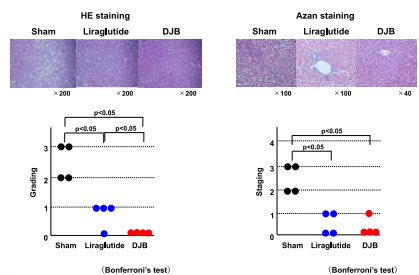 HE staining
Sham Liraglutide DJB
×200 ×200 ×200
p<0.05
p<0.05 p<0.05
3
2
1
0
Grading
Sham Liraglutide DJB
(Bonferroni's test)
Azan staining
Sham Liraglutide DJB
×100 ×100 ×40
p<0.05
p<0.05
4
3
2
1
0
Staging
Sham Liraglutide DJB
(Bonferroni's test)